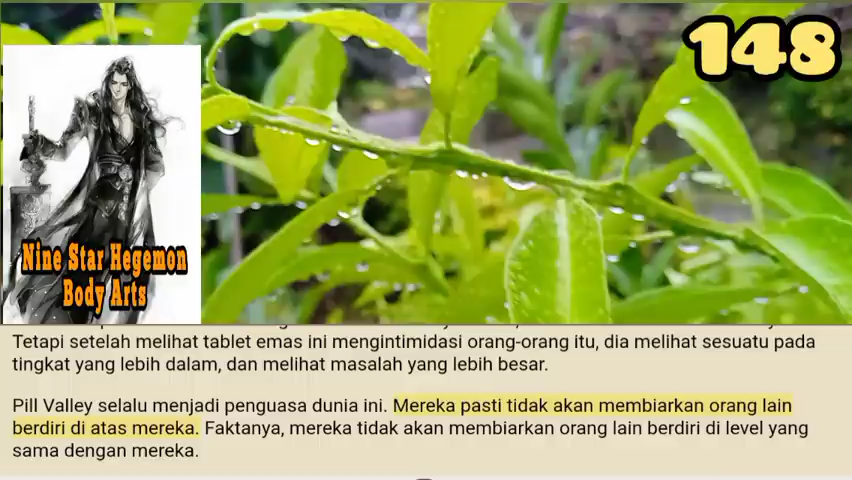 148
Nine Star Hegemon
Body Arts
Tetapi setelah melihat tablet emas ini mengintimidasi orang-orang itu, dia melihat sesuatu pada
tingkat yang lebih dalam, dan melihat masalah yang lebih besar.
Pill Valley selalu menjadi penguasa dunia ini. Mereka pasti tidak akan membiarkan orang lain
berdiri di atas mereka. Faktanya, mereka tidak akan membiarkan orang lain berdiri di level yang
sama dengan mereka.